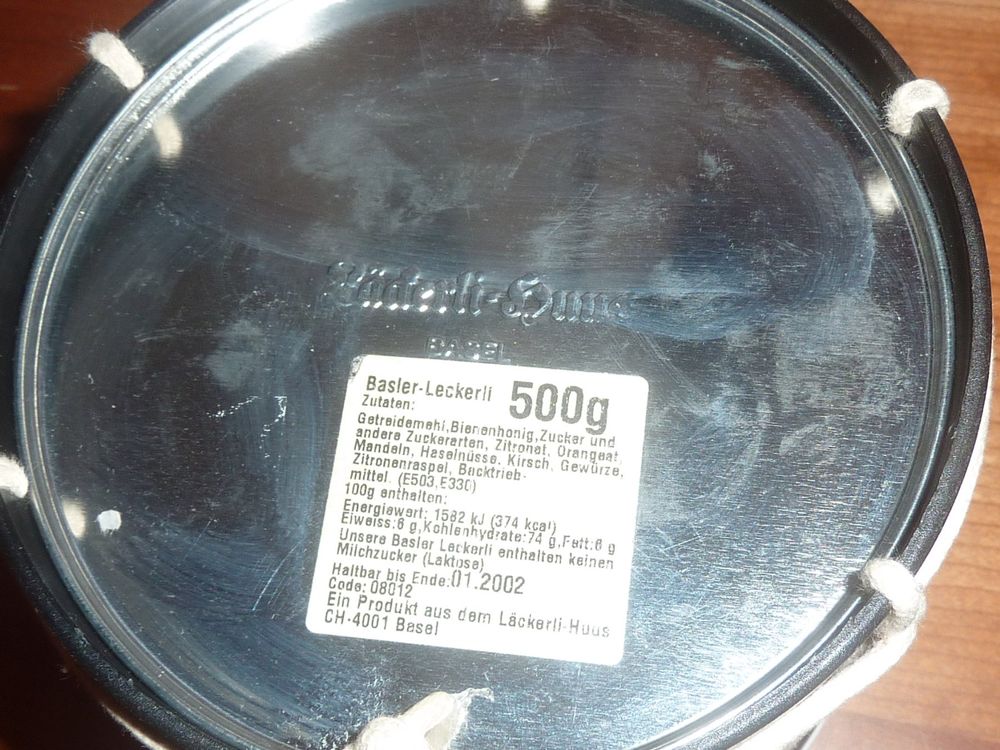 Läckerli-Huus
BASEL
Basler-Leckerli 500g
Zutaten:
Getreidemehl,Bienenhonig,Zucker und
andere Zuckerarten, Zitronat, Orangeat,
Mandeln, Haselnüsse, Kirsch, Gewürze,
Zitronenraspel, Backtrieb-
mittel. (E503,E330)
100g enthalten:
Energiewert: 1582 kJ (374 kcal)
Eiweiss:6 g,Kohlenhydrate:74 g,Fett:6 g
Unsere Basler Leckerli enthalten keinen
Milchzucker (Laktose)
Haltbar bis Ende:01.2002
Code: 08012
Ein Produkt aus dem Läckerli-Huus
CH-4001 Basel